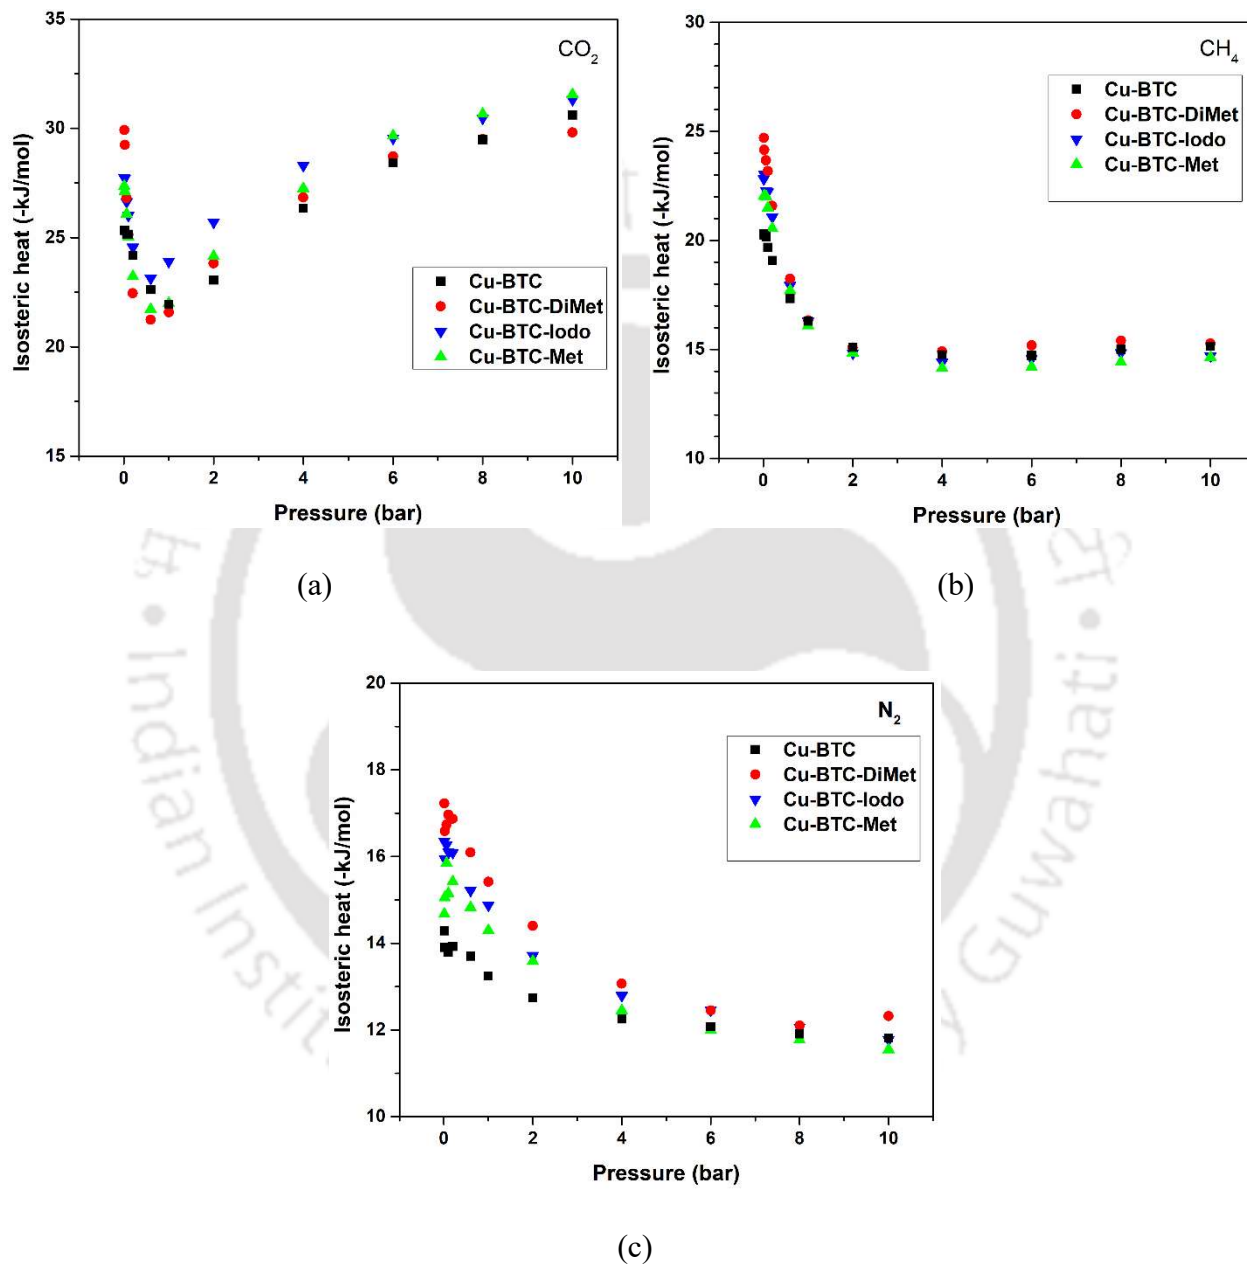 35
30
25
20
15
Isosteric heat (-kJ/mol)
CO₂
Cu-BTC
Cu-BTC-DiMet
Cu-BTC-Iodo
Cu-BTC-Met
0 2 4 6 8 10
Pressure (bar)
(a)
30
25
20
15
10
Isosteric heat (-kJ/mol)
CH₄
Cu-BTC
Cu-BTC-DiMet
Cu-BTC-Iodo
Cu-BTC-Met
0 2 4 6 8 10
Pressure (bar)
(b)
20
18
16
14
12
10
Isosteric heat (-kJ/mol)
N₂
Cu-BTC
Cu-BTC-DiMet
Cu-BTC-Iodo
Cu-BTC-Met
0 2 4 6 8 10
Pressure (bar)
(c)
Indian Instit
y Guwahati